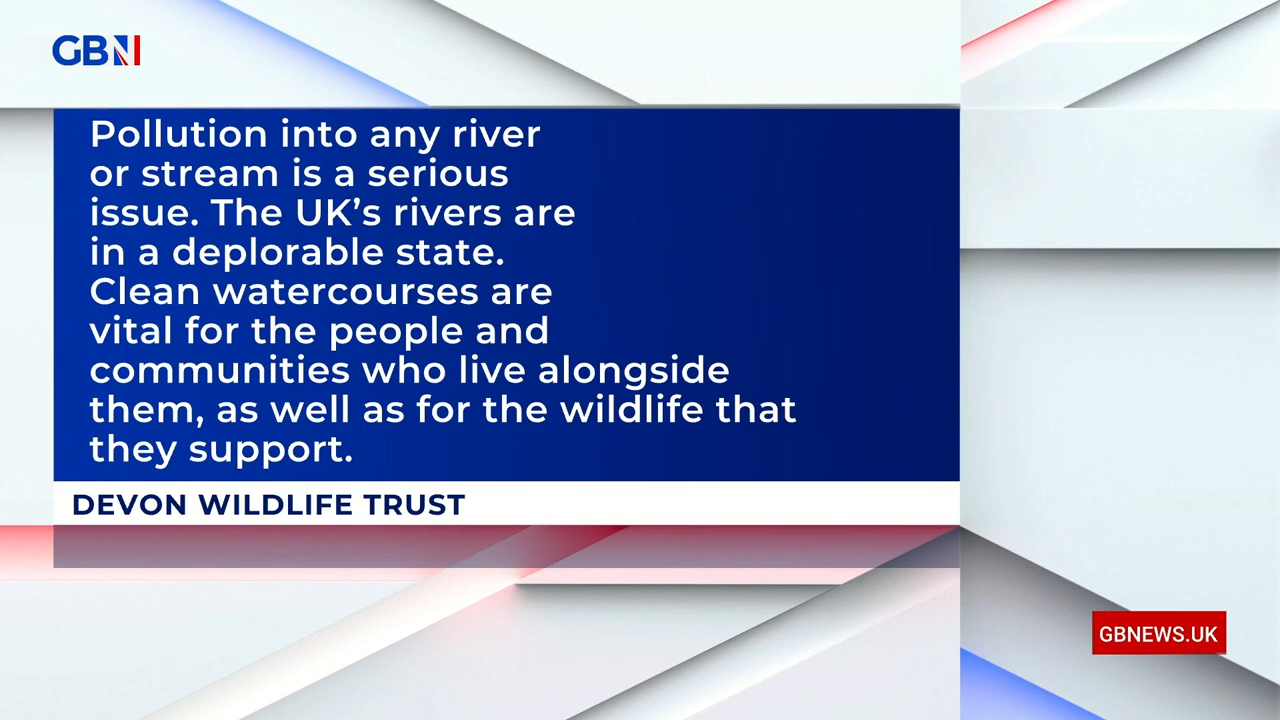 GBN
Pollution into any river
or stream is a serious
issue. The UK’s rivers are
in a deplorable state.
Clean watercourses are
vital for the people and
communities who live alongside
them, as well as for the wildlife that
they support.
DEVON WILDLIFE TRUST
GBNEWS.UK